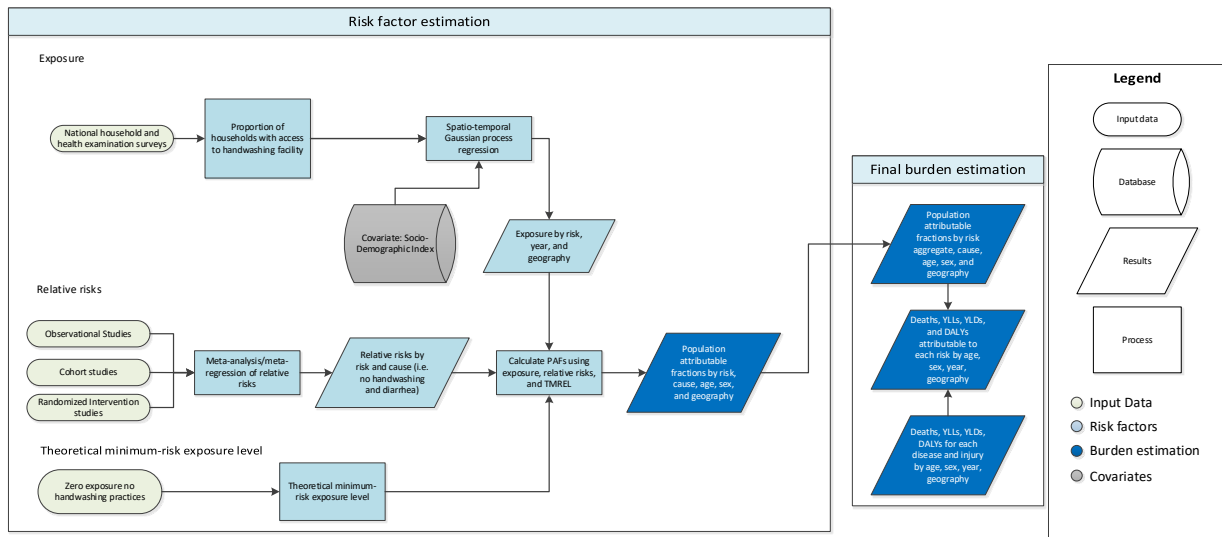 Risk factor estimation
Exposure
National household and
health examination surveys
Proportion of
households with access
to handwashing facility
Spatio-temporal
Gaussian process
regression
Covariate: Socio-
Demographic Index
Exposure by risk,
year, and
geography
Relative risks
Observational Studies
Cohort studies
Randomized Intervention
studies
Meta-analysis/meta-
regression of relative
risks
Relative risks by
risk and cause (i.e.
no handwashing
and diarrhea)
Calculate PAFs using
exposure, relative risks,
and TMREL
Population
attributable
fractions by risk,
cause, age, sex,
and geography
Theoretical minimum-risk exposure level
Zero exposure no
handwashing practices
Theoretical minimum-
risk exposure level
Final burden estimation
Population
attributable
fractions by risk
aggregate, cause,
age, sex, and
geography
Deaths, YLLs, YLDs,
and DALYs
attributable to
each risk by age,
sex, year,
geography
Deaths, YLLs, YLDs,
DALYs for each
disease and injury
by age, sex, year,
geography
Legend
Input data
Database
Results
Process
Input Data
Risk factors
Burden estimation
Covariates